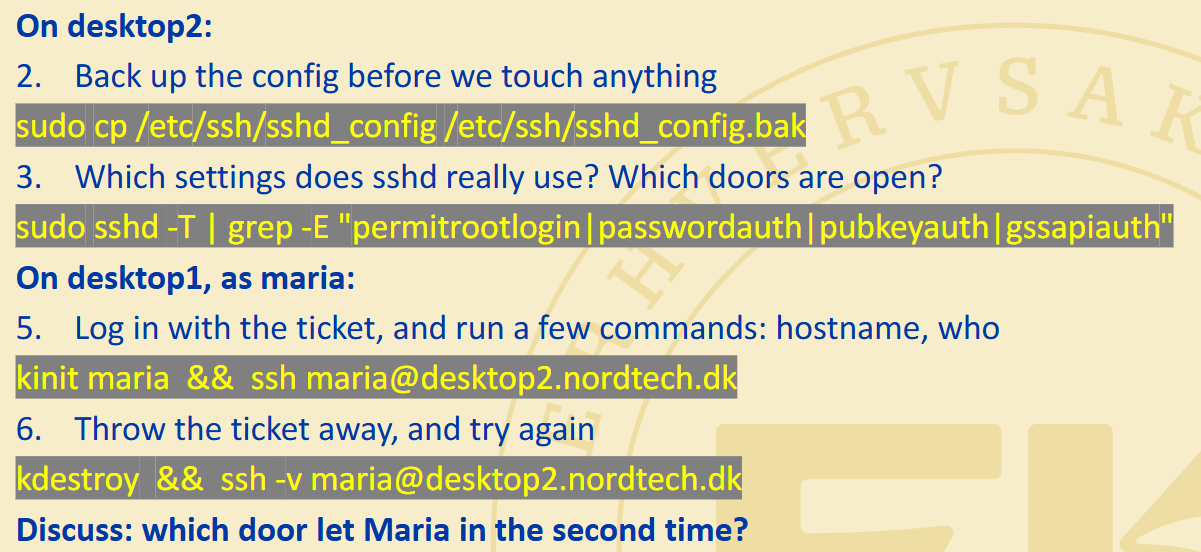 On desktop2:
2. Back up the config before we touch anything
sudo cp /etc/ssh/sshd_config /etc/ssh/sshd_config.bak
3. Which settings does sshd really use? Which doors are open?
sudo sshd -T | grep -E "permitrootlogin|passwordauth|pubkeyauth|gssapiauth"
On desktop1, as maria:
5. Log in with the ticket, and run a few commands: hostname, who
kinit maria && ssh maria@desktop2.nordtech.dk
6. Throw the ticket away, and try again
kdestroy && ssh -v maria@desktop2.nordtech.dk
Discuss: which door let Maria in the second time?
ERHVERVSAK